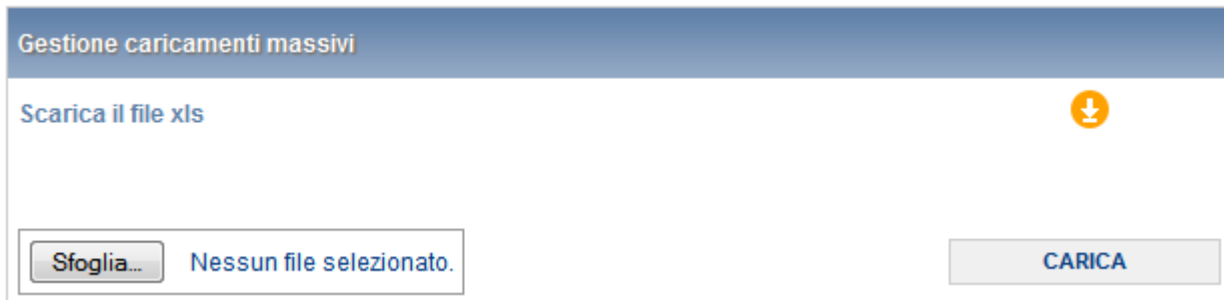 Gestione caricamenti massivi
Scarica il file xls
Sfoglia... Nessun file selezionato. CARICA